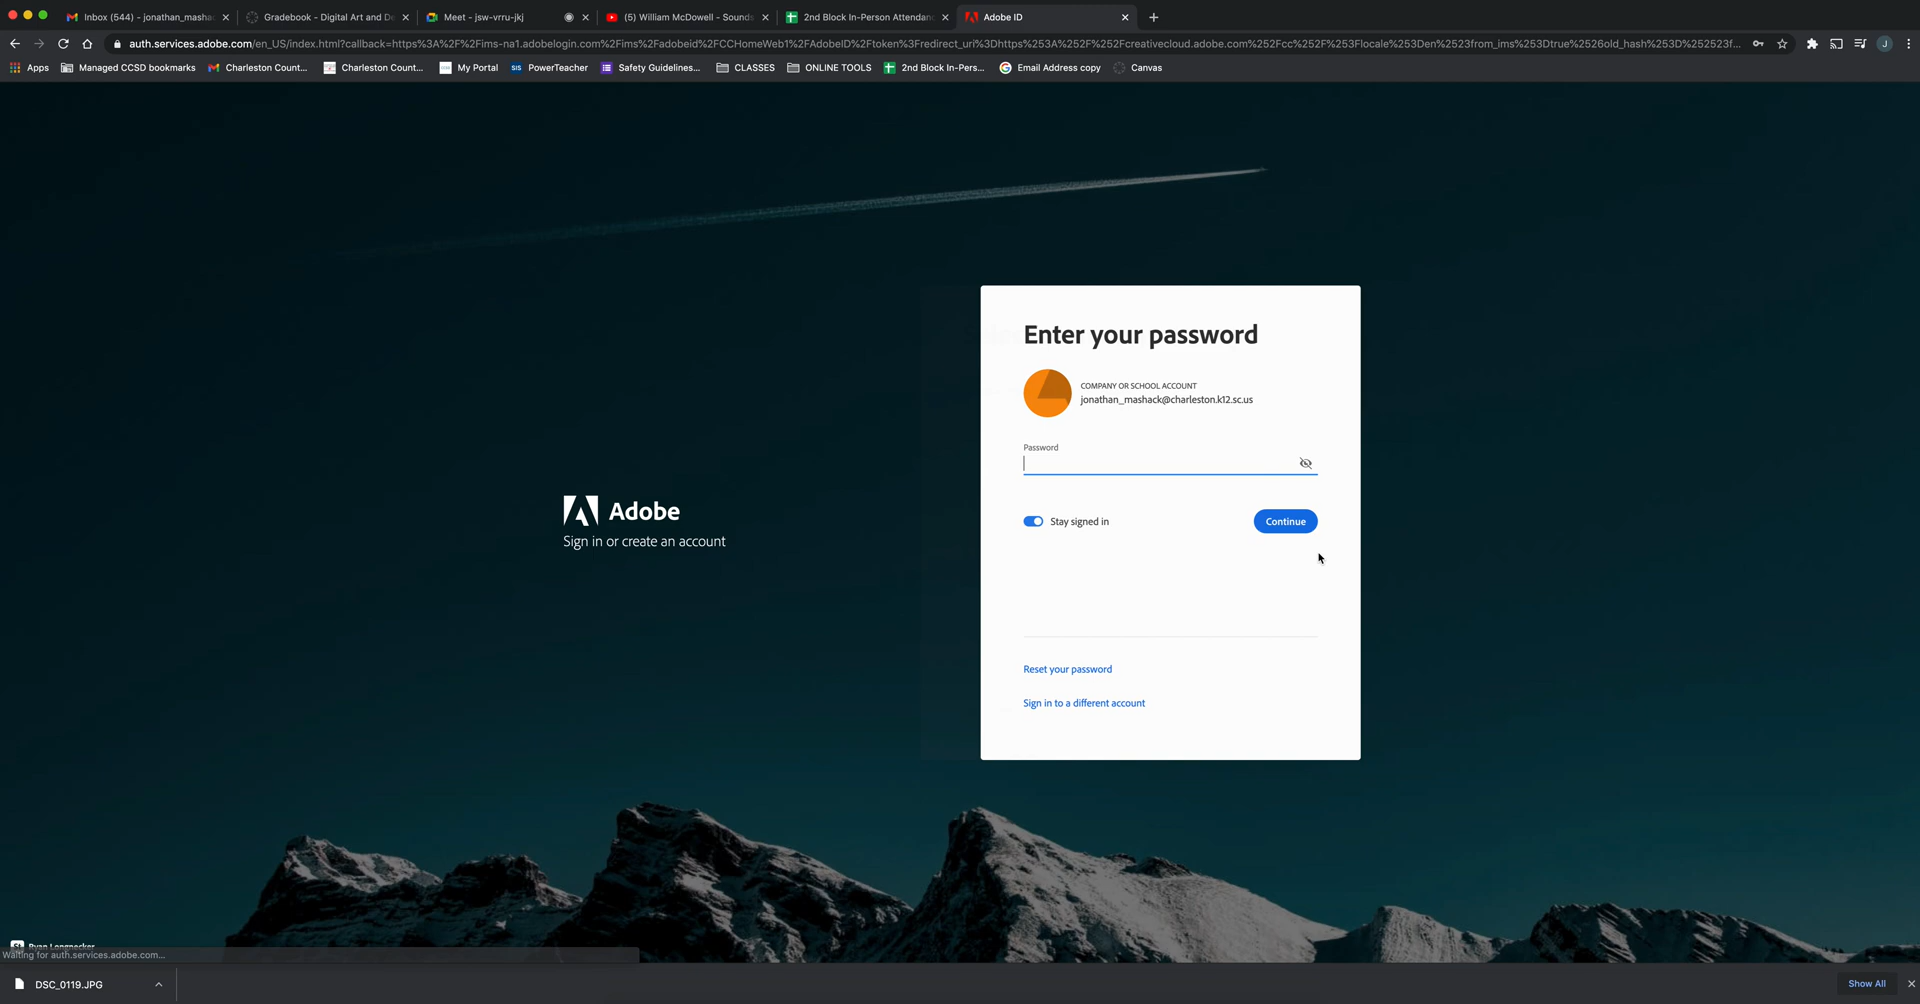 Inbox (544) - jonathan_masha
Gradebook - Digital Art and De
Meet - jsw-vrru-jkj
(5) William McDowell - Sounds
2nd Block In-Person Attendanc
Adobe ID
auth.services.adobe.com/en_US/index.html?callback=https%3A%2F%2Fims-na1.adobelogin.com%2Fims%2Fadobeid%2FCCHomeWeb1%2FAdobeID%2Ftoken%3Fredirect_uri%3Dhttps%253A%252F%252Fcreativecloud.adobe.com%252Fcc%252F%253Flocale%253Den%2523from_ims%253Dtrue%2526old_hash%253D%252523f...
J
Apps
Managed CCSD bookmarks
Charleston Count...
Charleston Count...
My Portal
SIS PowerTeacher
Safety Guidelines...
CLASSES
ONLINE TOOLS
2nd Block In-Pers...
Email Address copy
Canvas
Adobe
Sign in or create an account
Enter your password
COMPANY OR SCHOOL ACCOUNT
jonathan_mashack@charleston.k12.sc.us
Password
Stay signed in
Continue
Reset your password
Sign in to a different account
Ryan Longnecker
Waiting for auth.services.adobe.com...
DSC_0119.JPG
Show All